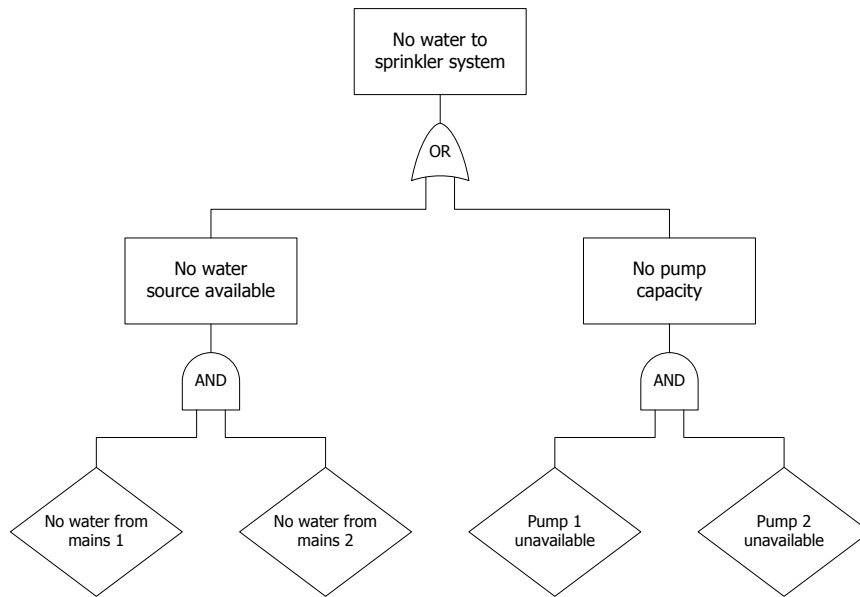 No water to
sprinkler system
OR
No water
source available
No pump
capacity
AND
AND
No water from
mains 1
No water from
mains 2
Pump 1
unavailable
Pump 2
unavailable